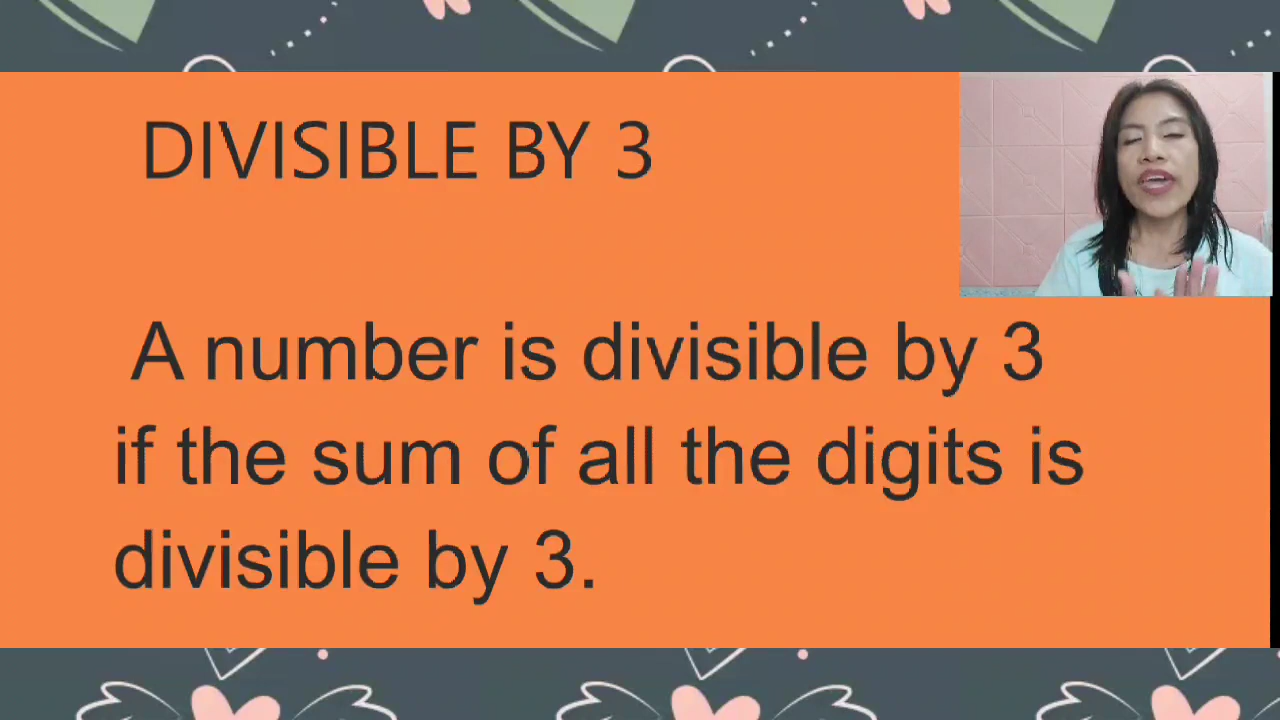 DIVISIBLE BY 3
A number is divisible by 3
if the sum of all the digits is
divisible by 3.